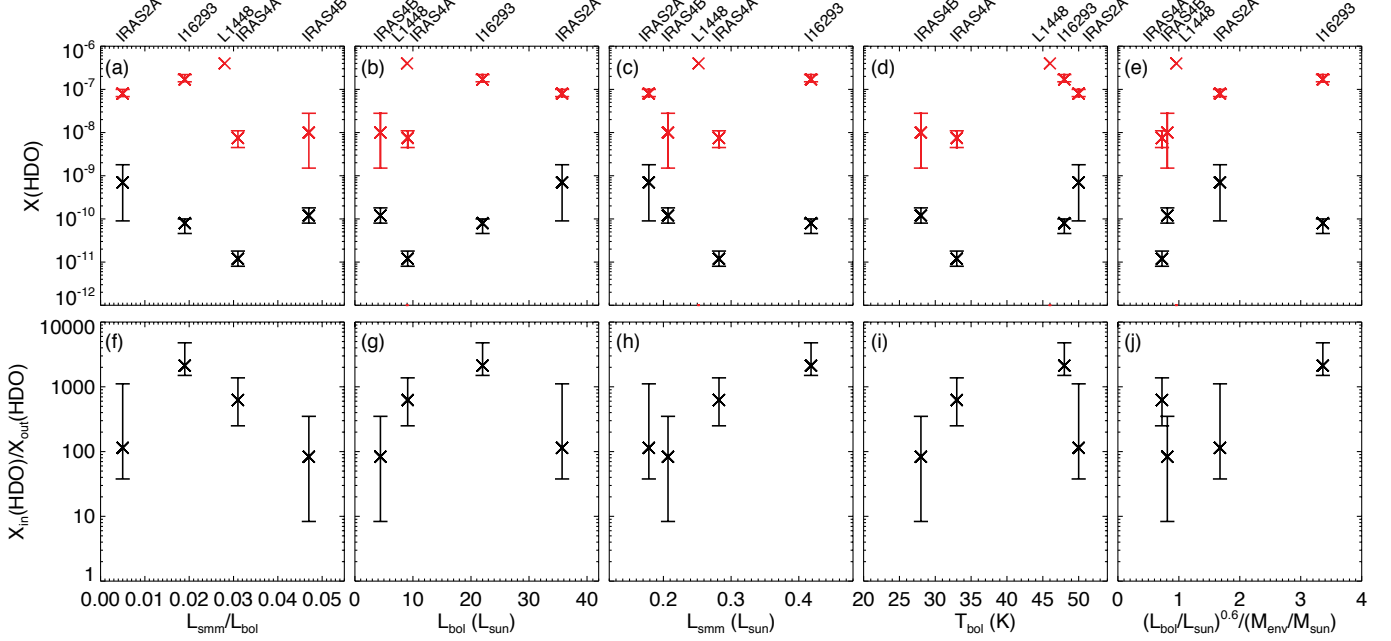 IRAS2A I16293 L1448 IRAS4A IRAS4B IRAS4B L1448 IRAS4A I16293 IRAS2A IRAS2A IRAS4B L1448 IRAS4A I16293 IRAS4B IRAS4A L1448 I16293 IRAS2A IRAS4A IRAS4B L1448 IRAS2A I16293
10⁻⁶
(a) (b) (c) (d) (e)
10⁻⁷
10⁻⁸
10⁻⁹
10⁻¹⁰
10⁻¹¹
10⁻¹²
X(HDO)
10000
(f) (g) (h) (i) (j)
1000
100
10
1
X_in(HDO)/X_out(HDO)
0.00 0.01 0.02 0.03 0.04 0.05 0 10 20 30 40 0.2 0.3 0.4 20 25 30 35 40 45 50 0 1 2 3 4
L_smm/L_bol L_bol (L_sun) L_smm (L_sun) T_bol (K) (L_bol/L_sun)^0.6/(M_env/M_sun)